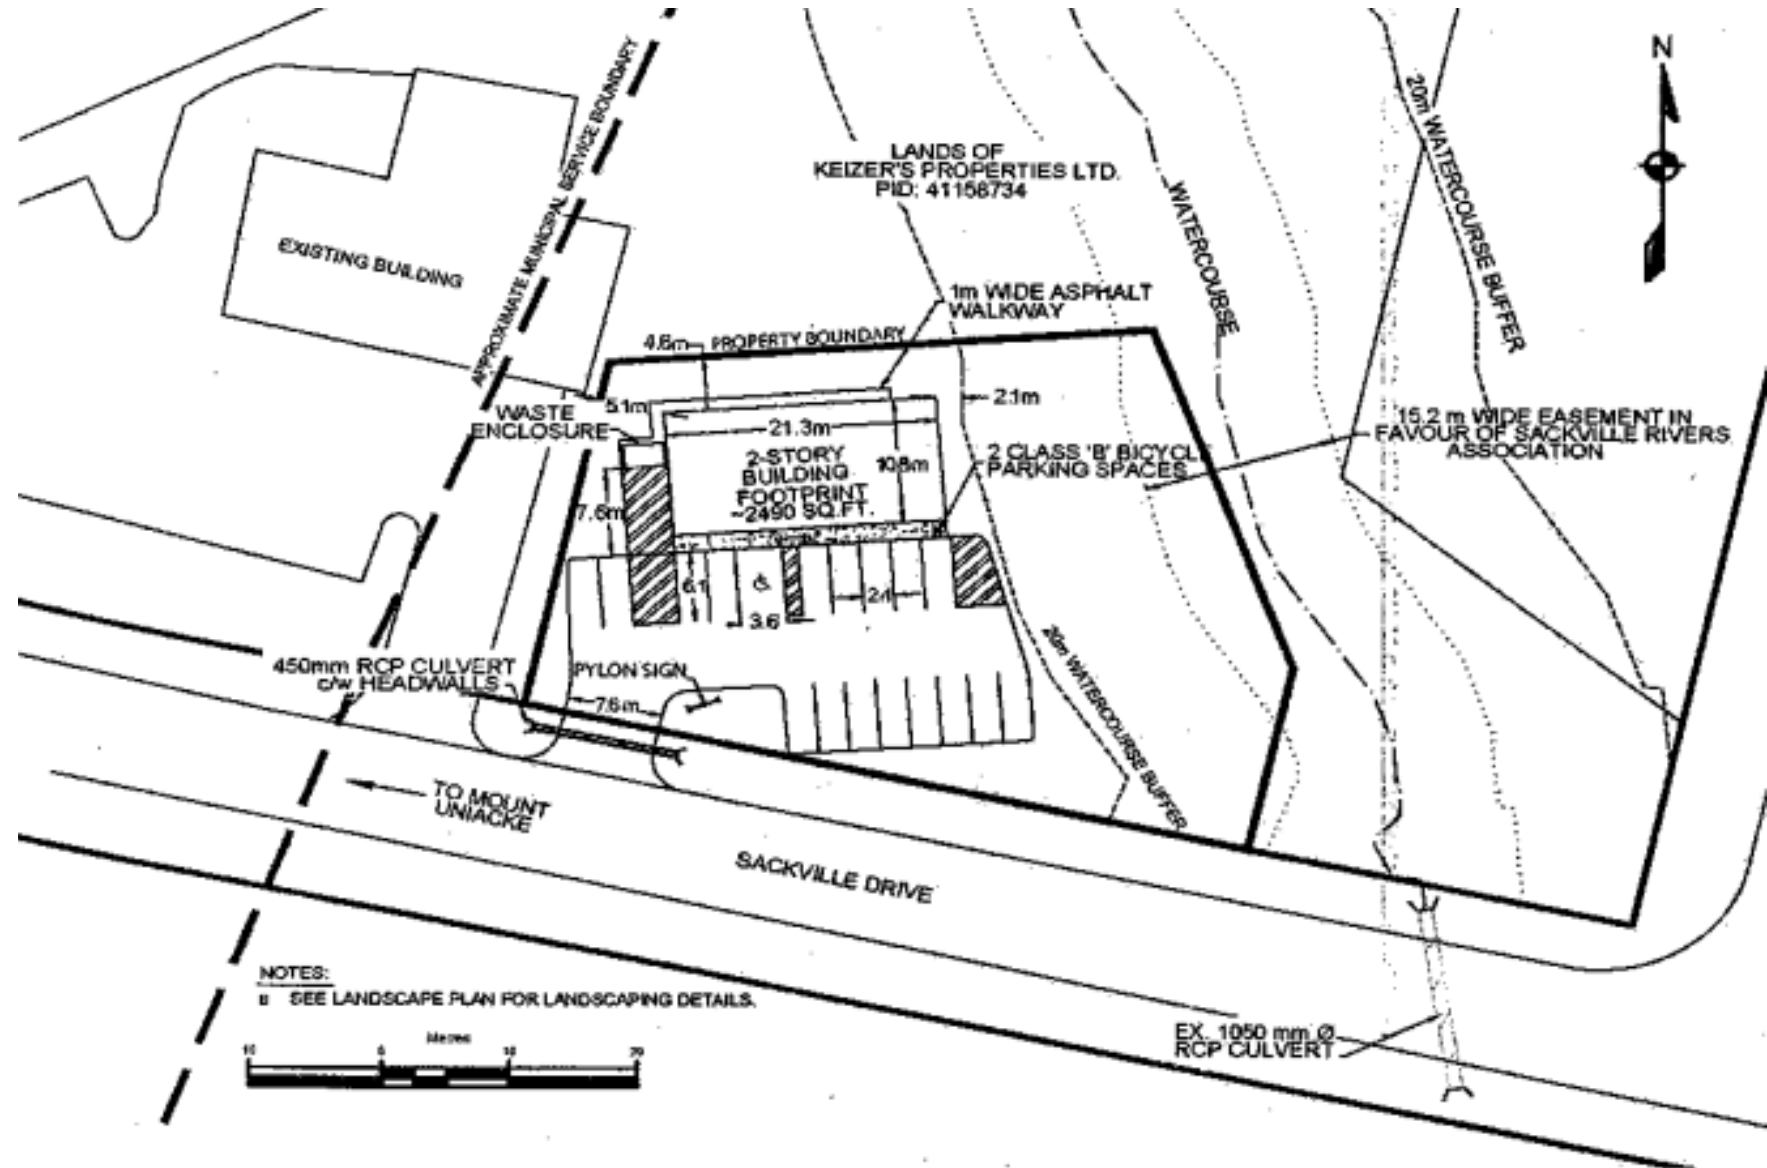 N
20m WATERCOURSE BUFFER
APPROXIMATE MUNICIPAL SERVICE BOUNDARY
LANDS OF
KEIZER'S PROPERTIES LTD.
PID: 41158734
WATERCOURSE
EXISTING BUILDING
1m WIDE ASPHALT
WALKWAY
4.6m
PROPERTY BOUNDARY
5.1m
2.1m
WASTE
ENCLOSURE
21.3m
15.2 m WIDE EASEMENT IN
FAVOUR OF SACKVILLE RIVERS
ASSOCIATION
2-STORY
BUILDING
FOOTPRINT
~2490 SQ.FT.
10.8m
2 CLASS 'B' BICYCL
PARKING SPACES
7.6m
6.1
2.4
3.6
20m WATERCOURSE BUFFER
450mm RCP CULVERT
c/w HEADWALLS
PYLON SIGN
7.6m
TO MOUNT
UNIACKE
SACKVILLE DRIVE
NOTES:
SEE LANDSCAPE PLAN FOR LANDSCAPING DETAILS.
Metres
10 0 10 20
EX. 1050 mm Ø
RCP CULVERT